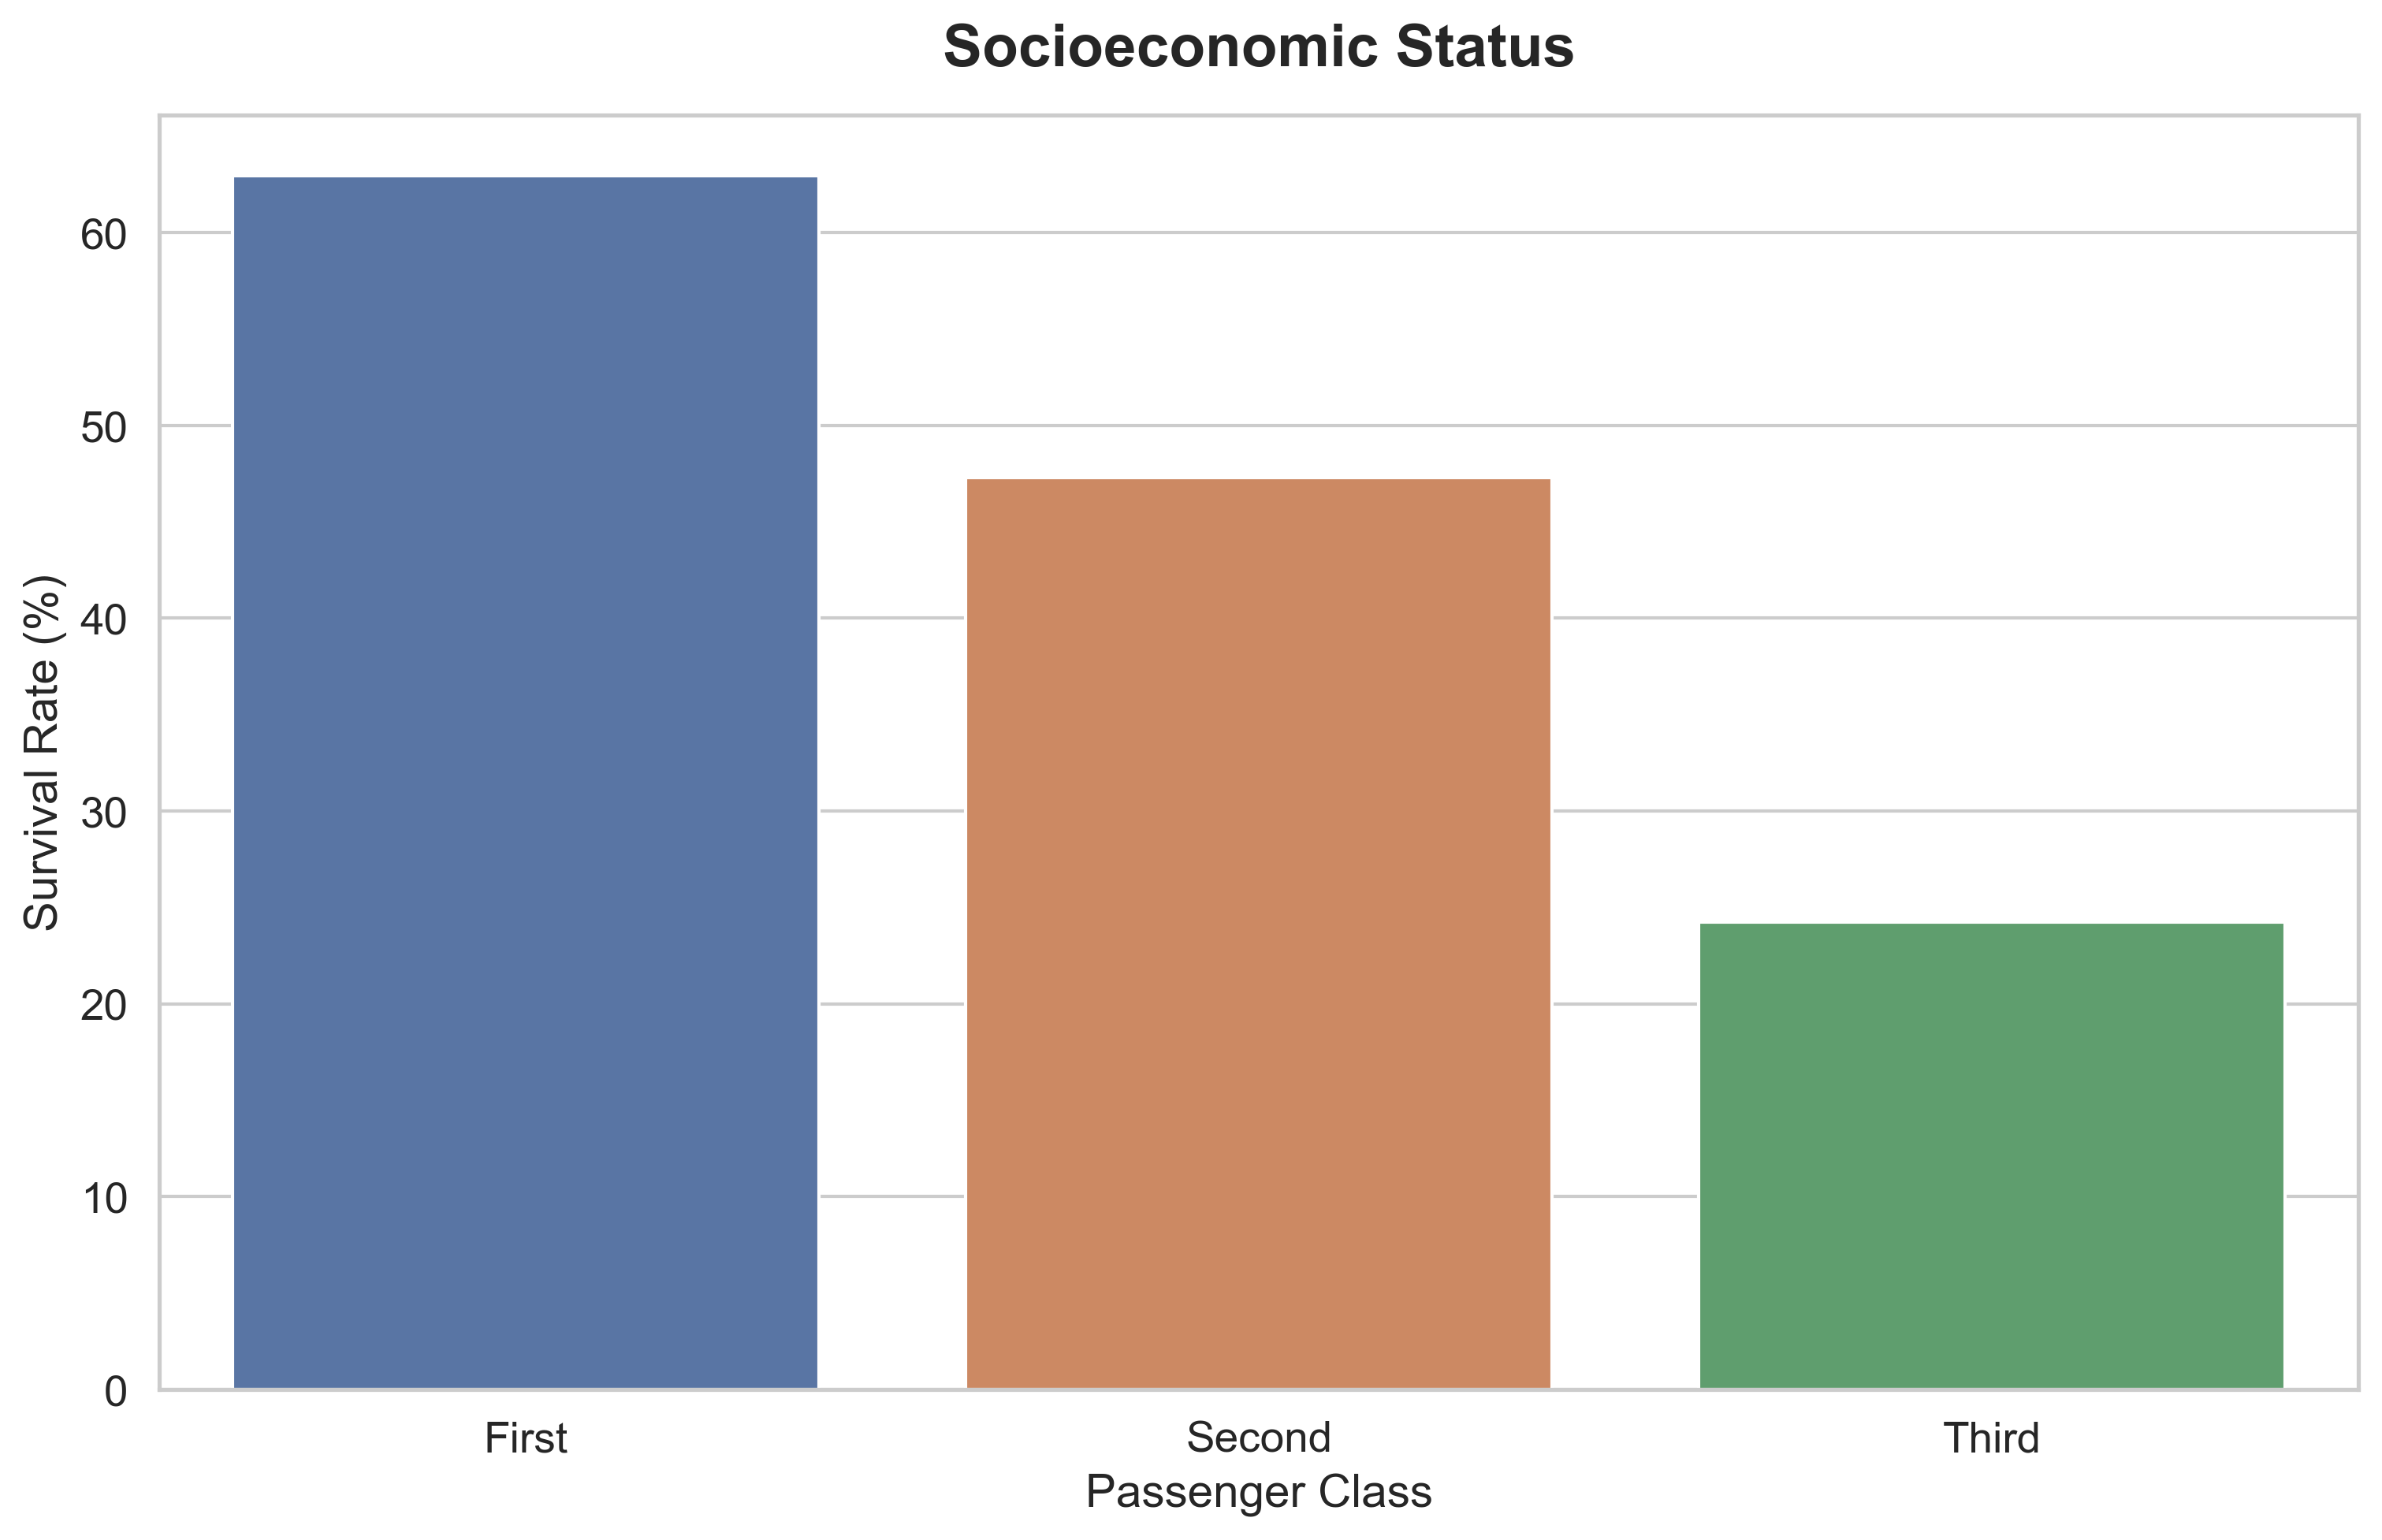 Socioeconomic Status
Survival Rate (%)
60
50
40
30
20
10
0
First
Second
Third
Passenger Class